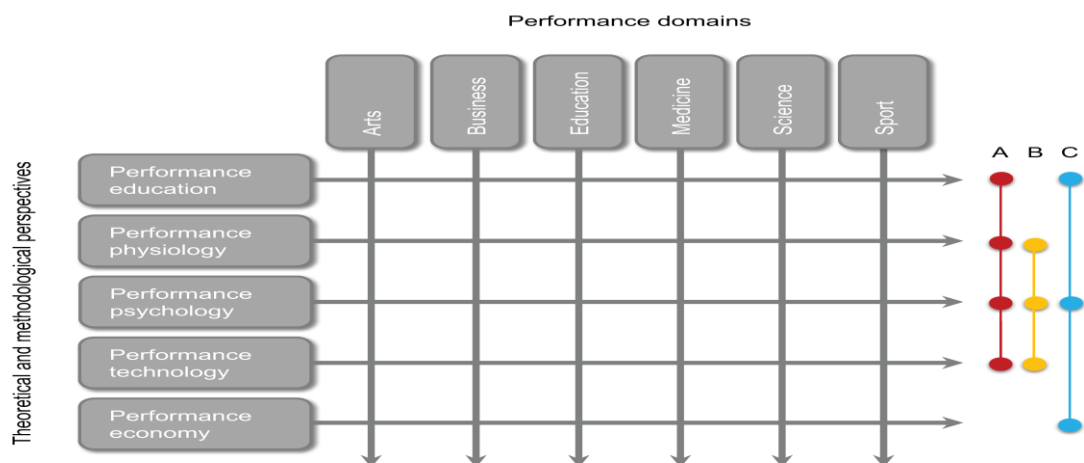 Performance domains
Arts
Business
Education
Medicine
Science
Sport
A B C
Theoretical and methodological perspectives
Performance
education
Performance
physiology
Performance
psychology
Performance
technology
Performance
economy